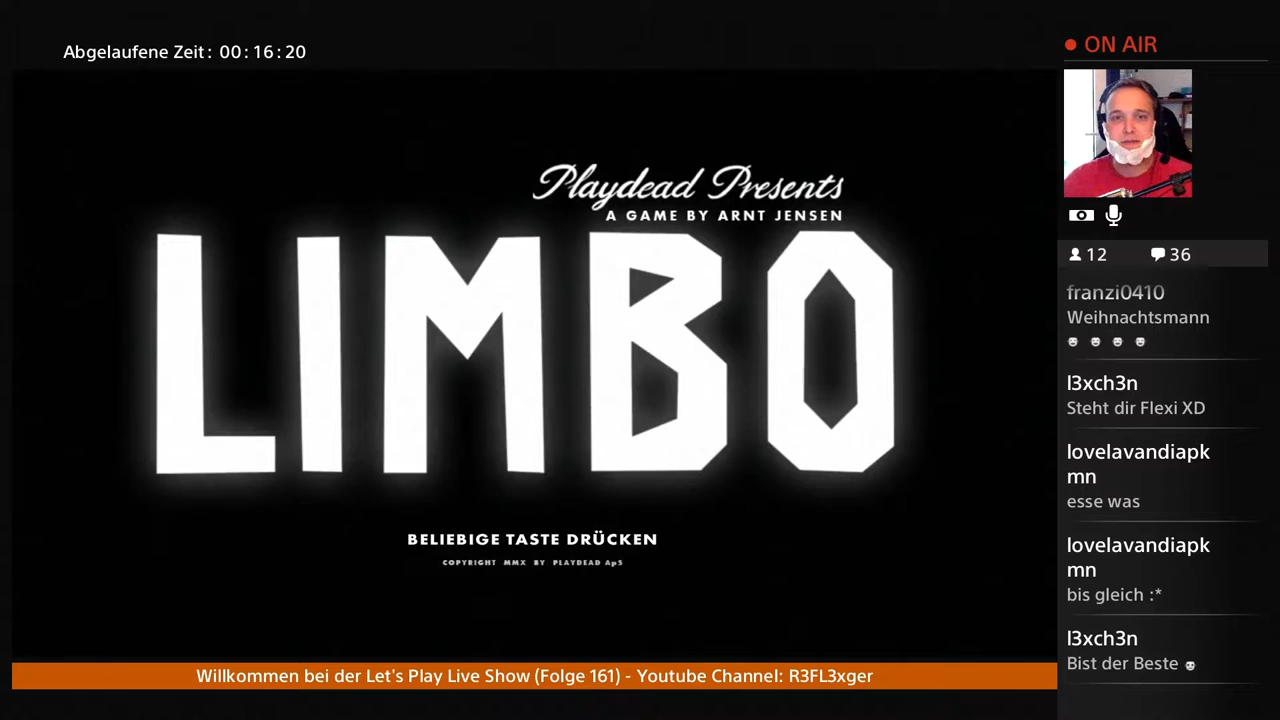 Abgelaufene Zeit: 00:16:20
ON AIR
Playdead Presents
A GAME BY ARNT JENSEN
LIMBO
BELIEBIGE TASTE DRÜCKEN
COPYRIGHT MMX BY PLAYDEAD ApS
Willkommen bei der Let's Play Live Show (Folge 161) - Youtube Channel: R3FL3xger
12 36
franzi0410
Weihnachtsmann
l3xch3n
Steht dir Flexi XD
lovelavandiapk
mn
esse was
lovelavandiapk
mn
bis gleich :*
l3xch3n
Bist der Beste